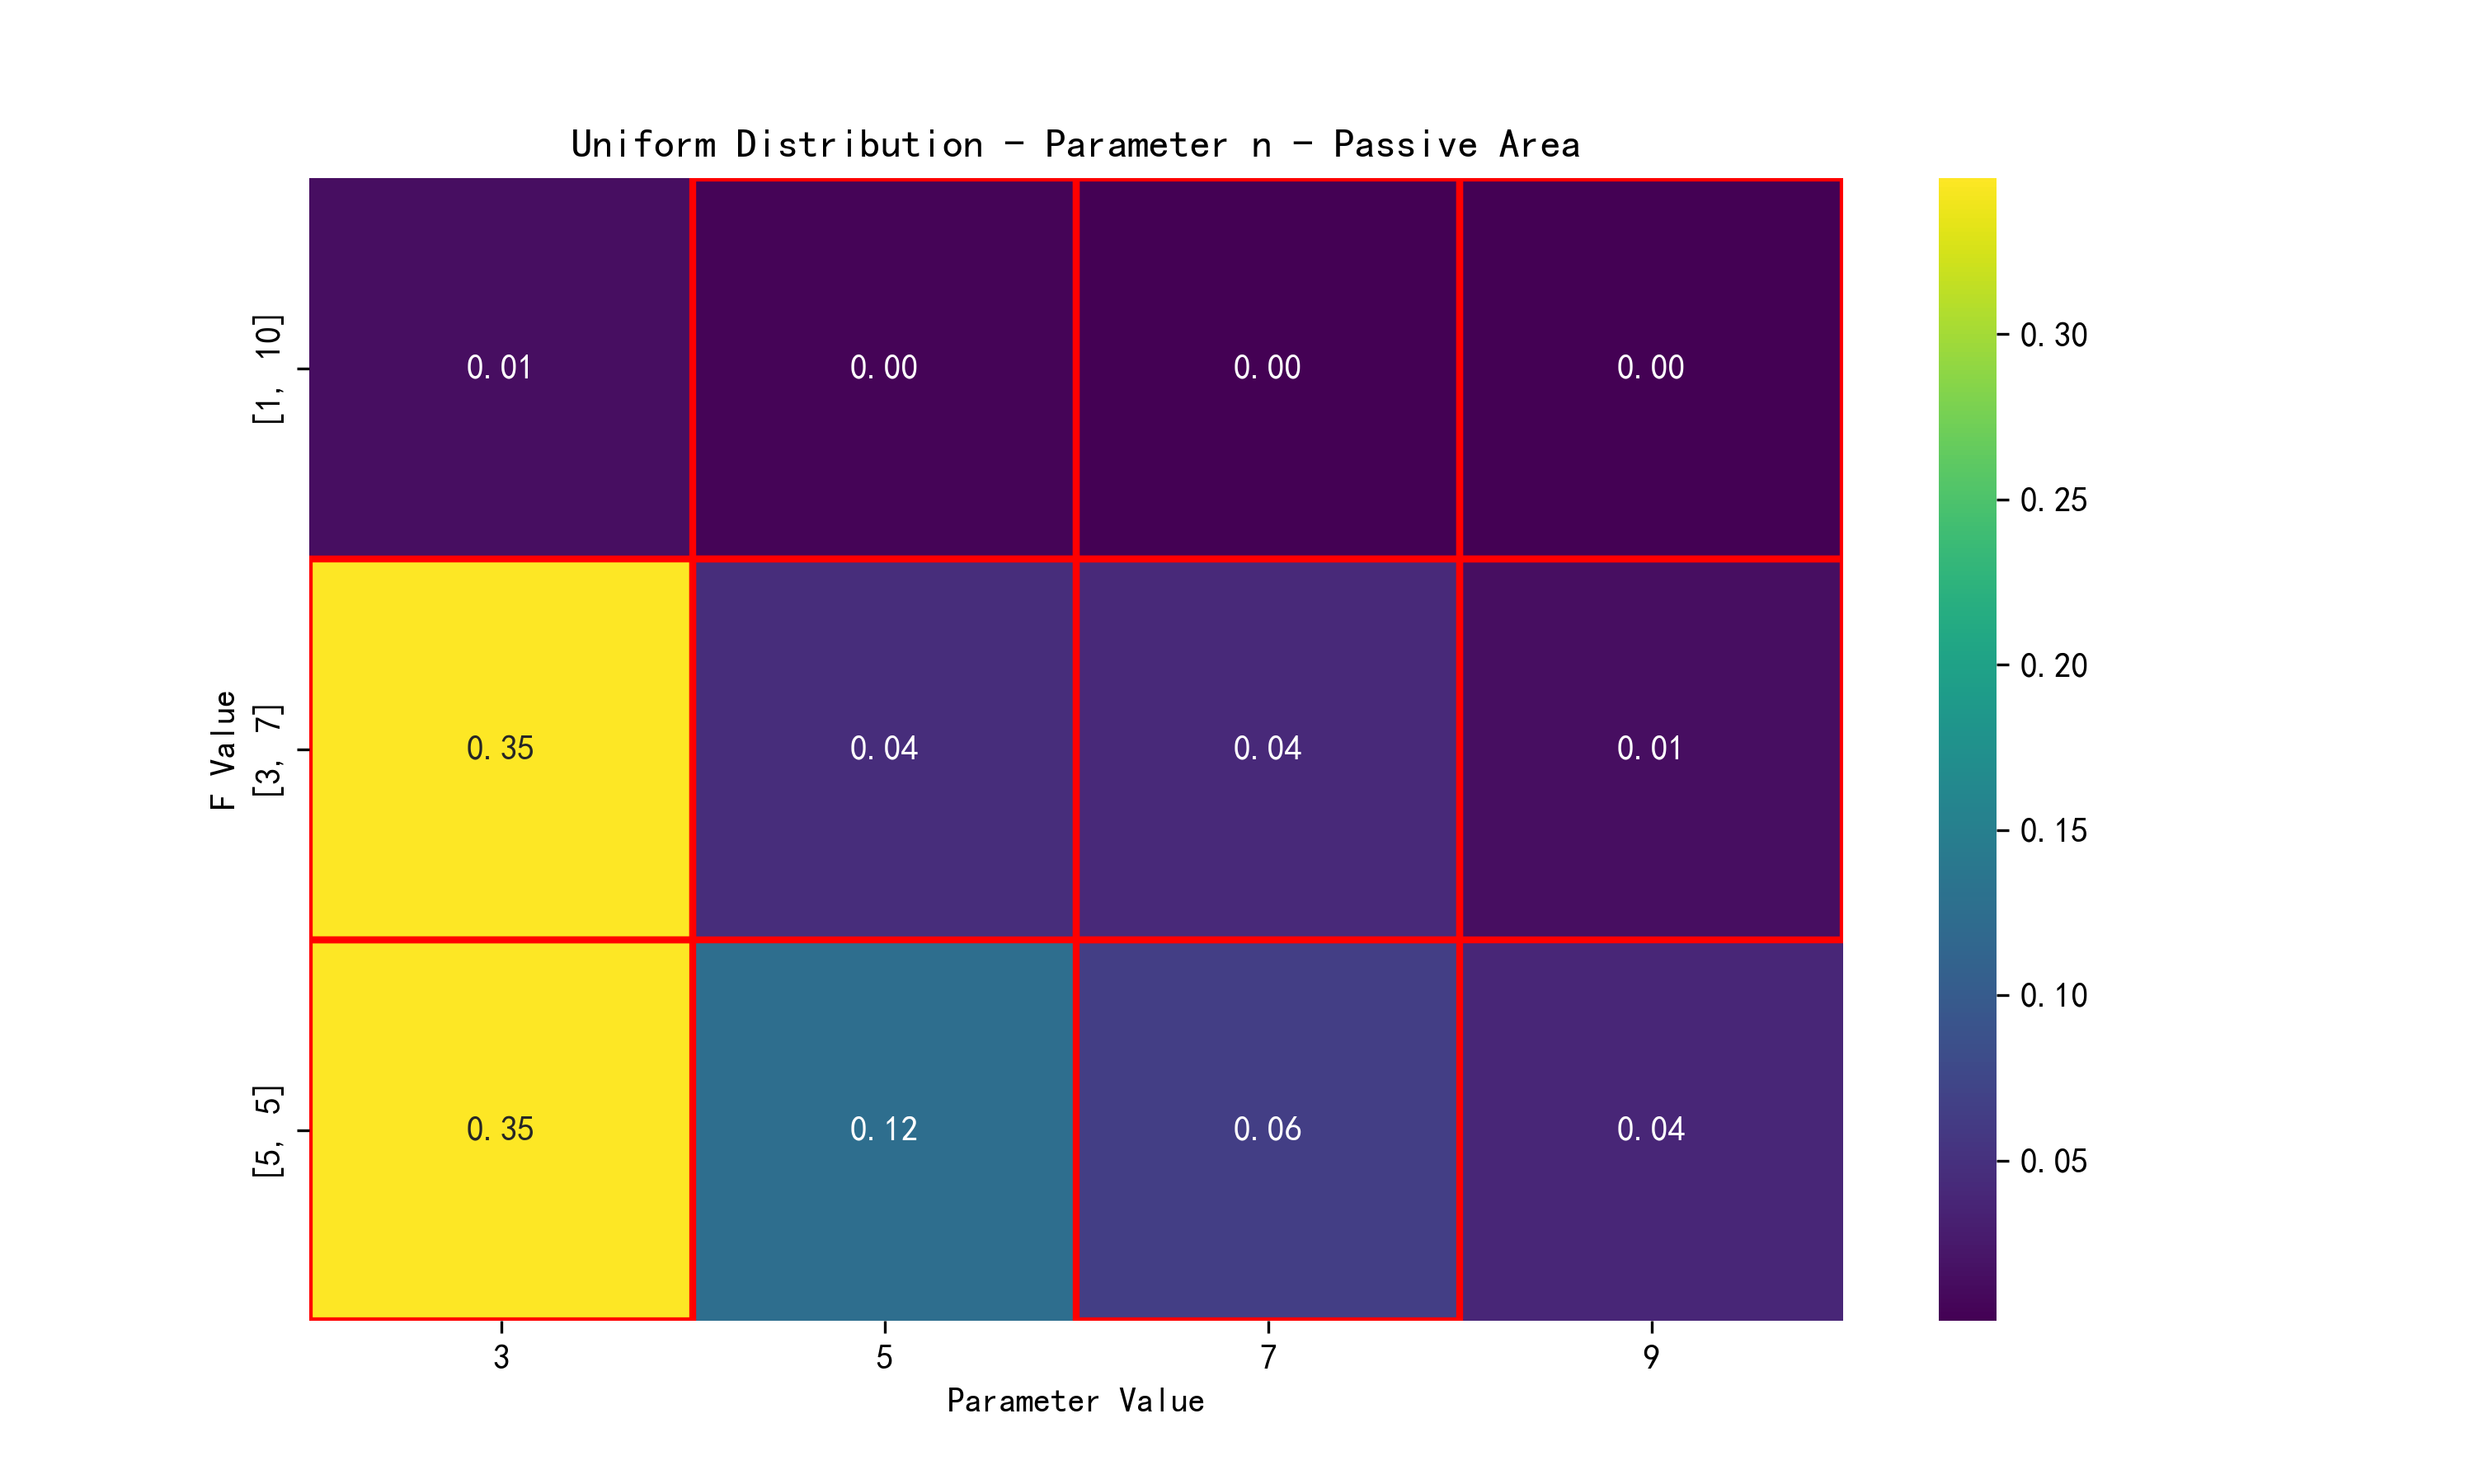 Uniform Distribution - Parameter n - Passive Area
F Value
[1, 10]
0.01 0.00 0.00 0.00
[3, 7]
0.35 0.04 0.04 0.01
[5, 5]
0.35 0.12 0.06 0.04
3 5 7 9
Parameter Value
0.30
0.25
0.20
0.15
0.10
0.05